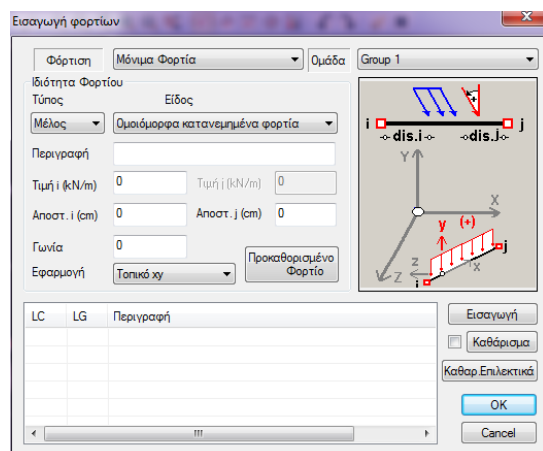 Εισαγωγή φορτίων
Φόρτιση Μόνιμα Φορτία Ομάδα Group 1
Ιδιότητα Φορτίου
Τύπος Είδος
Μέλος Ομοιόμορφα κατανεμημένα φορτία
Περιγραφή
Τιμή i (kN/m) 0 Τιμή j (kN/m) 0
Αποστ. i (cm) 0 Αποστ. j (cm) 0
Γωνία 0
Προκαθορισμένο Φορτίο
Εφαρμογή Τοπικό xy
i j
dis.i dis.j
Y
X
y (+)
j
z x
Z i
LC LG Περιγραφή
Εισαγωγή
Καθάρισμα
Καθαρ.Επιλεκτικά
OK
Cancel